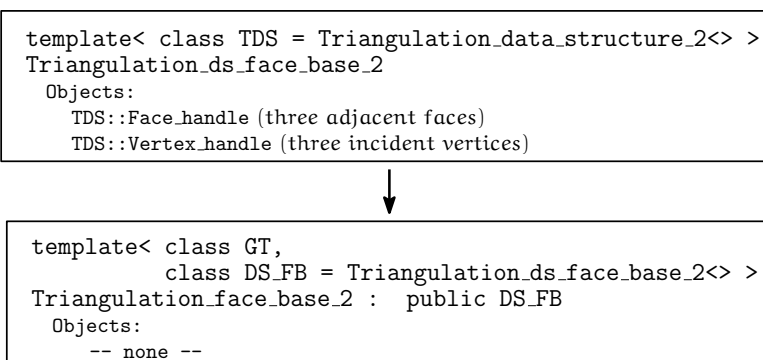 template< class TDS = Triangulation_data_structure_2<> >
Triangulation_ds_face_base_2
Objects:
TDS::Face_handle (three adjacent faces)
TDS::Vertex_handle (three incident vertices)
template< class GT,
class DS_FB = Triangulation_ds_face_base_2<> >
Triangulation_face_base_2 : public DS_FB
Objects:
-- none --